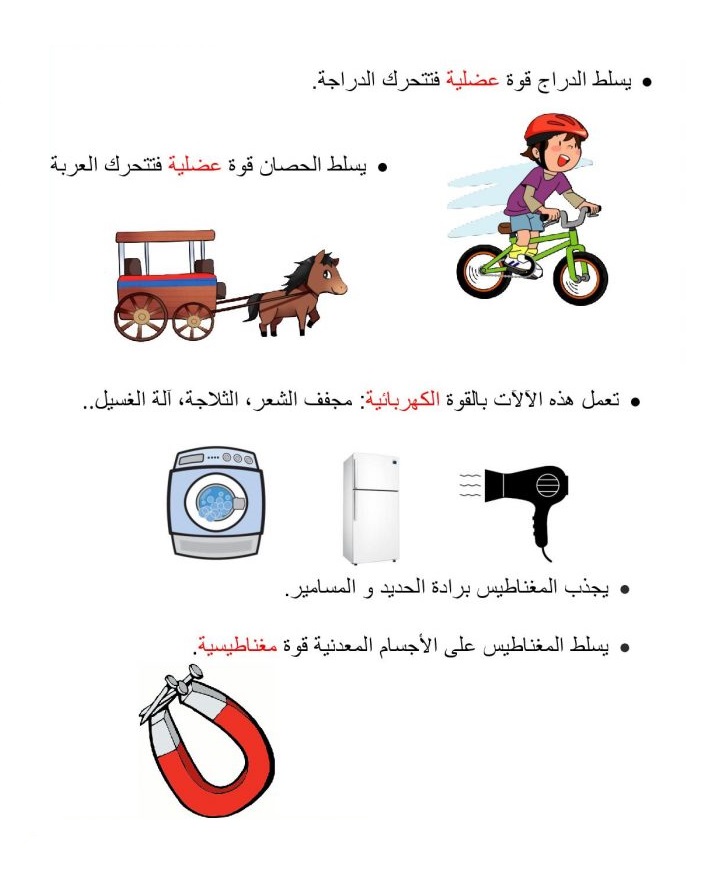 • يسلط الدراج قوة عضلية فتتحرك الدراجة.
• يسلط الحصان قوة عضلية فتتحرك العربة
• تعمل هذه الآلات بالقوة الكهربائية: مجفف الشعر، الثلاجة، آلة الغسيل..
• يجذب المغناطيس برادة الحديد و المسامير.
• يسلط المغناطيس على الأجسام المعدنية قوة مغناطيسية.